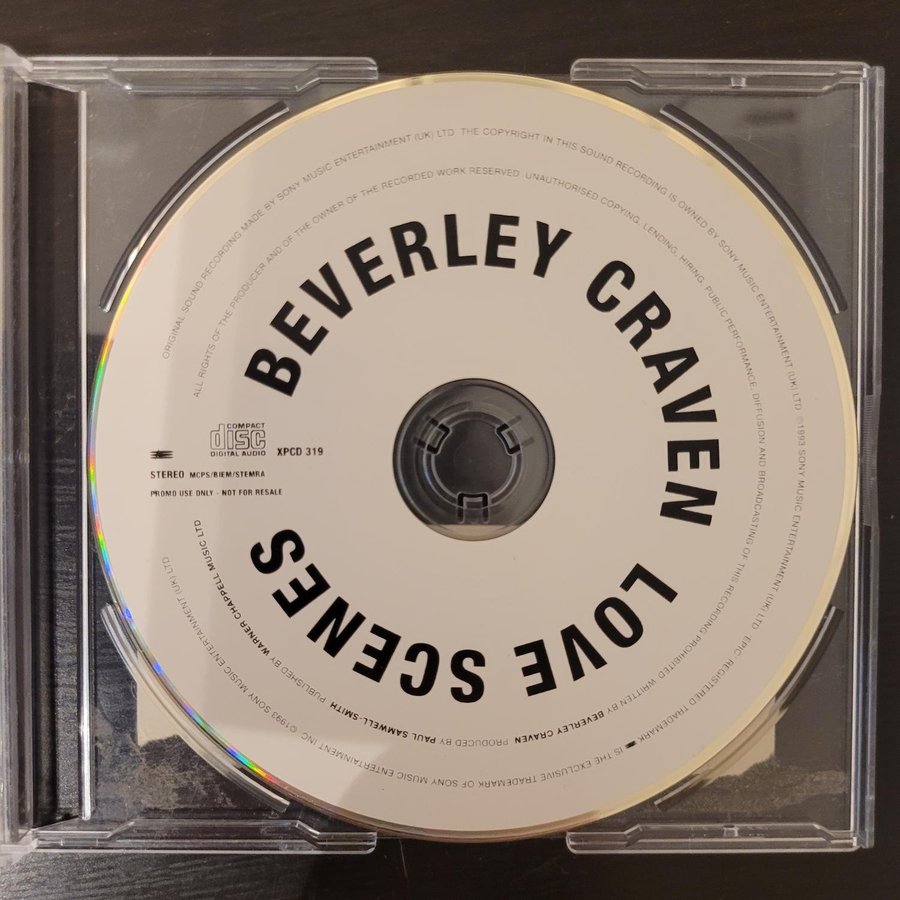 ORIGINAL SOUND RECORDING MADE BY SONY MUSIC ENTERTAINMENT (UK) LTD THE COPYRIGHT IN THIS SOUND RECORDING IS OWNED BY SONY MUSIC ENTERTAINMENT (UK) LTD ©1993 SONY MUSIC ENTERTAINMENT (UK) LTD EPIC REGISTERED TRADEMARK
IS THE EXCLUSIVE TRADEMARK OF SONY MUSIC ENTERTAINMENT INC ©1993 SONY MUSIC ENTERTAINMENT (UK) LTD
ALL RIGHTS OF THE PRODUCER AND OF THE OWNER OF THE RECORDED WORK RESERVED UNAUTHORISED COPYING, LENDING, HIRING, PUBLIC PERFORMANCE, DIFFUSION AND BROADCASTING OF THIS RECORDING PROHIBITED WRITTEN BY BEVERLEY CRAVEN PRODUCED BY PAUL SAMWELL-SMITH PUBLISHED BY WARNER CHAPPELL MUSIC LTD
BEVERLEY CRAVEN
LOVE SCENES
COMPACT
disc
DIGITAL AUDIO
XPCD 319
STEREO MCPS/BIEM/STEMRA
PROMO USE ONLY - NOT FOR RESALE